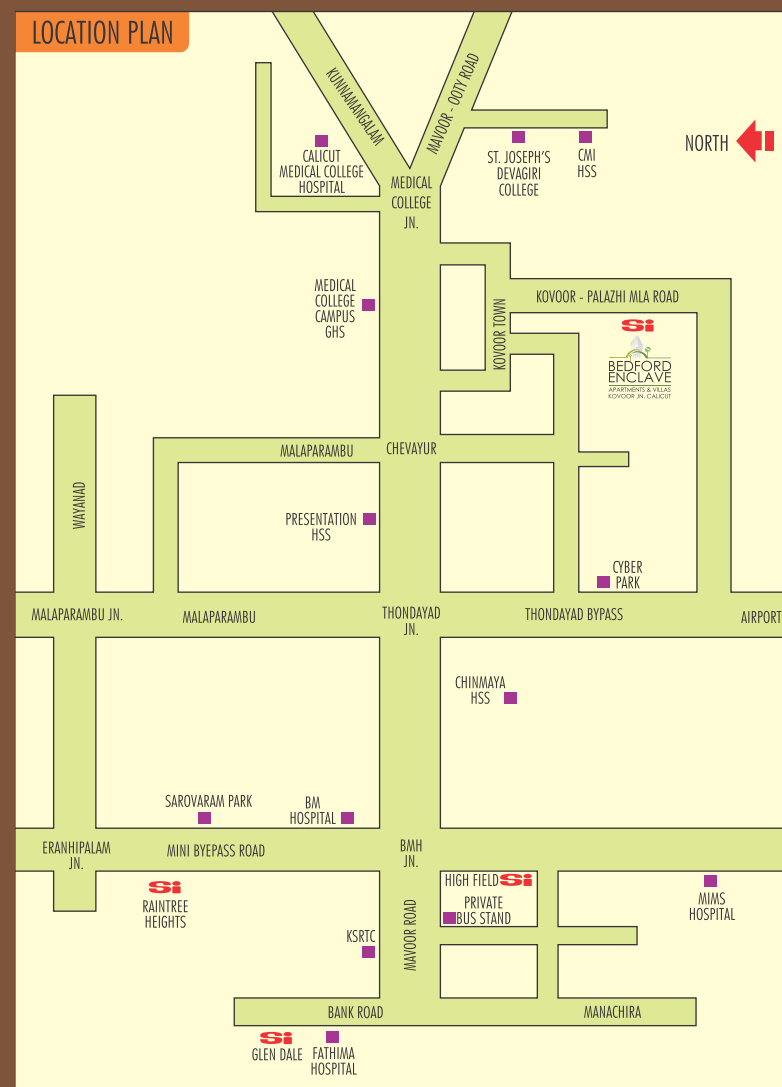 LOCATION PLAN
KUNNAMANGALAM
MAVOOR - OOTY ROAD
NORTH
CALICUT
MEDICAL COLLEGE
HOSPITAL
ST. JOSEPH'S
DEVAGIRI
COLLEGE
CMI
HSS
MEDICAL
COLLEGE
JN.
MEDICAL
COLLEGE
CAMPUS
GHS
KOVOOR TOWN
KOVOOR - PALAZHI MLA ROAD
Si
BEDFORD
ENCLAVE
APARTMENTS & VILLAS
KOVOOR JN. CALICUT
MALAPARAMBU
CHEVAYUR
WAYANAD
PRESENTATION
HSS
CYBER
PARK
MALAPARAMBU JN.
MALAPARAMBU
THONDAYAD
JN.
THONDAYAD BYPASS
AIRPORT
CHINMAYA
HSS
SAROVARAM PARK
BM
HOSPITAL
ERANHIPALAM
JN.
MINI BYEPASS ROAD
BMH
JN.
Si
RAINTREE
HEIGHTS
HIGH FIELD Si
PRIVATE
BUS STAND
MIMS
HOSPITAL
KSRTC
MAVOOR ROAD
BANK ROAD
MANACHIRA
Si
GLEN DALE
FATHIMA
HOSPITAL